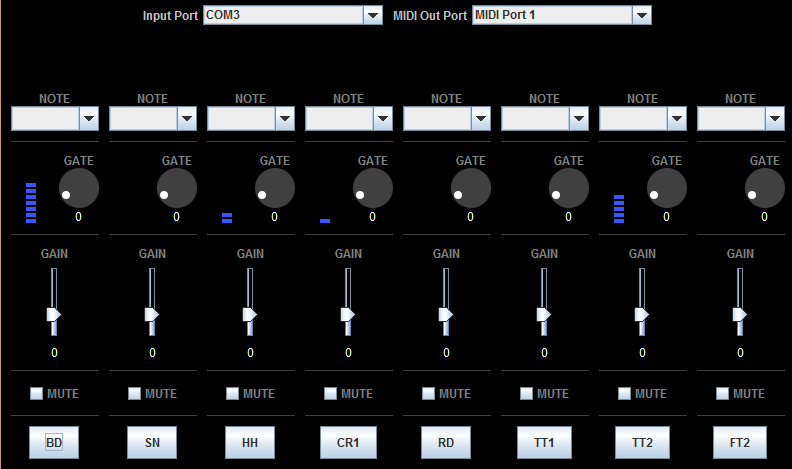 Input Port COM3 MIDI Out Port MIDI Port 1
NOTE NOTE NOTE NOTE NOTE NOTE NOTE NOTE
GATE GATE GATE GATE GATE GATE GATE GATE
0 0 0 0 0 0 0 0
GAIN GAIN GAIN GAIN GAIN GAIN GAIN GAIN
0 0 0 0 0 0 0 0
MUTE MUTE MUTE MUTE MUTE MUTE MUTE MUTE
BD SN HH CR1 RD TT1 TT2 FT2